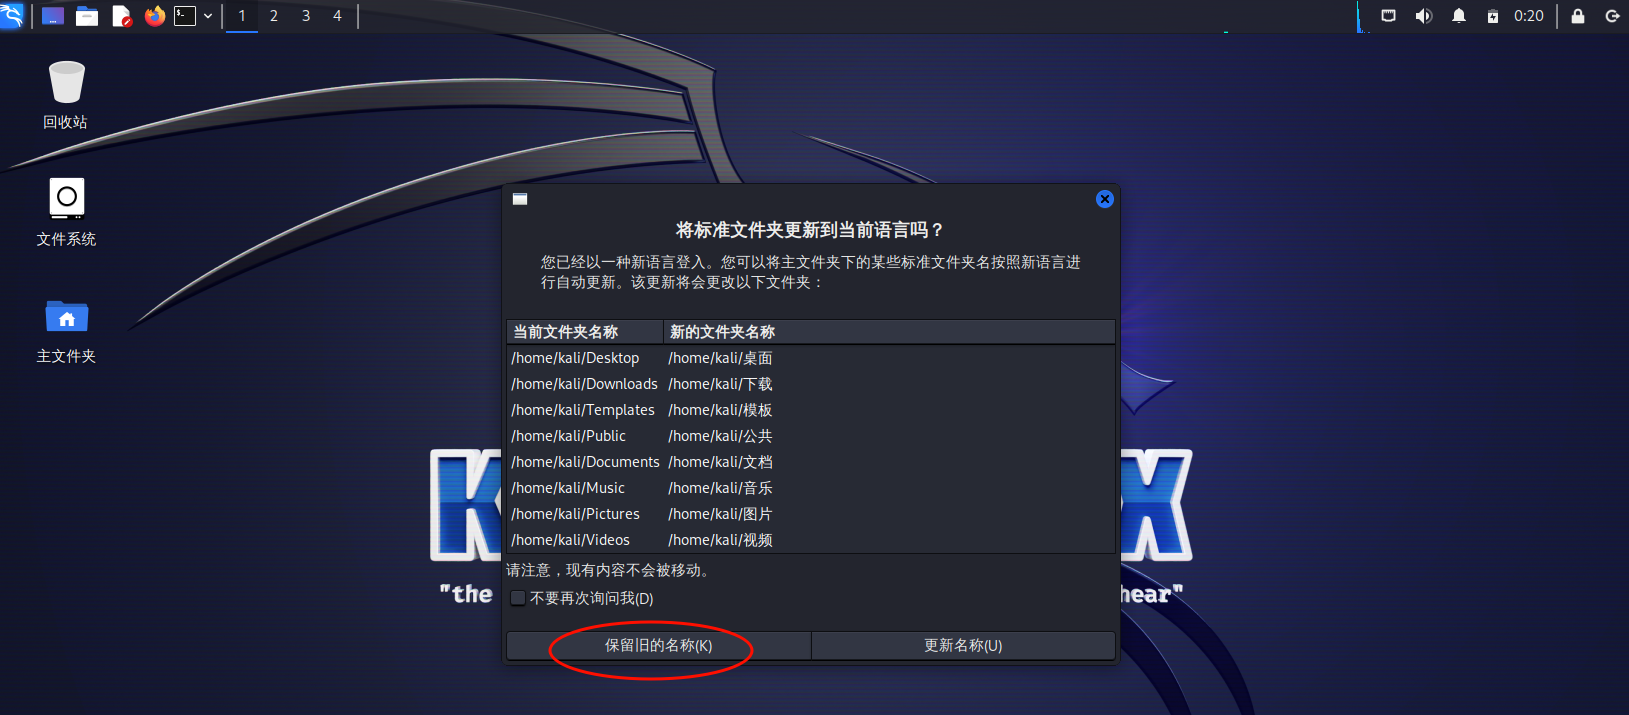 1 2 3 4
0:20
回收站
文件系统
主文件夹
将标准文件夹更新到当前语言吗？
您已经以一种新语言登入。您可以将主文件夹下的某些标准文件夹名按照新语言进
行自动更新。该更新将会更改以下文件夹：
当前文件夹名称 新的文件夹名称
/home/kali/Desktop /home/kali/桌面
/home/kali/Downloads /home/kali/下载
/home/kali/Templates /home/kali/模板
/home/kali/Public /home/kali/公共
/home/kali/Documents /home/kali/文档
/home/kali/Music /home/kali/音乐
/home/kali/Pictures /home/kali/图片
/home/kali/Videos /home/kali/视频
请注意，现有内容不会被移动。
不要再次询问我(D)
保留旧的名称(K) 更新名称(U)
K X
"the hear"